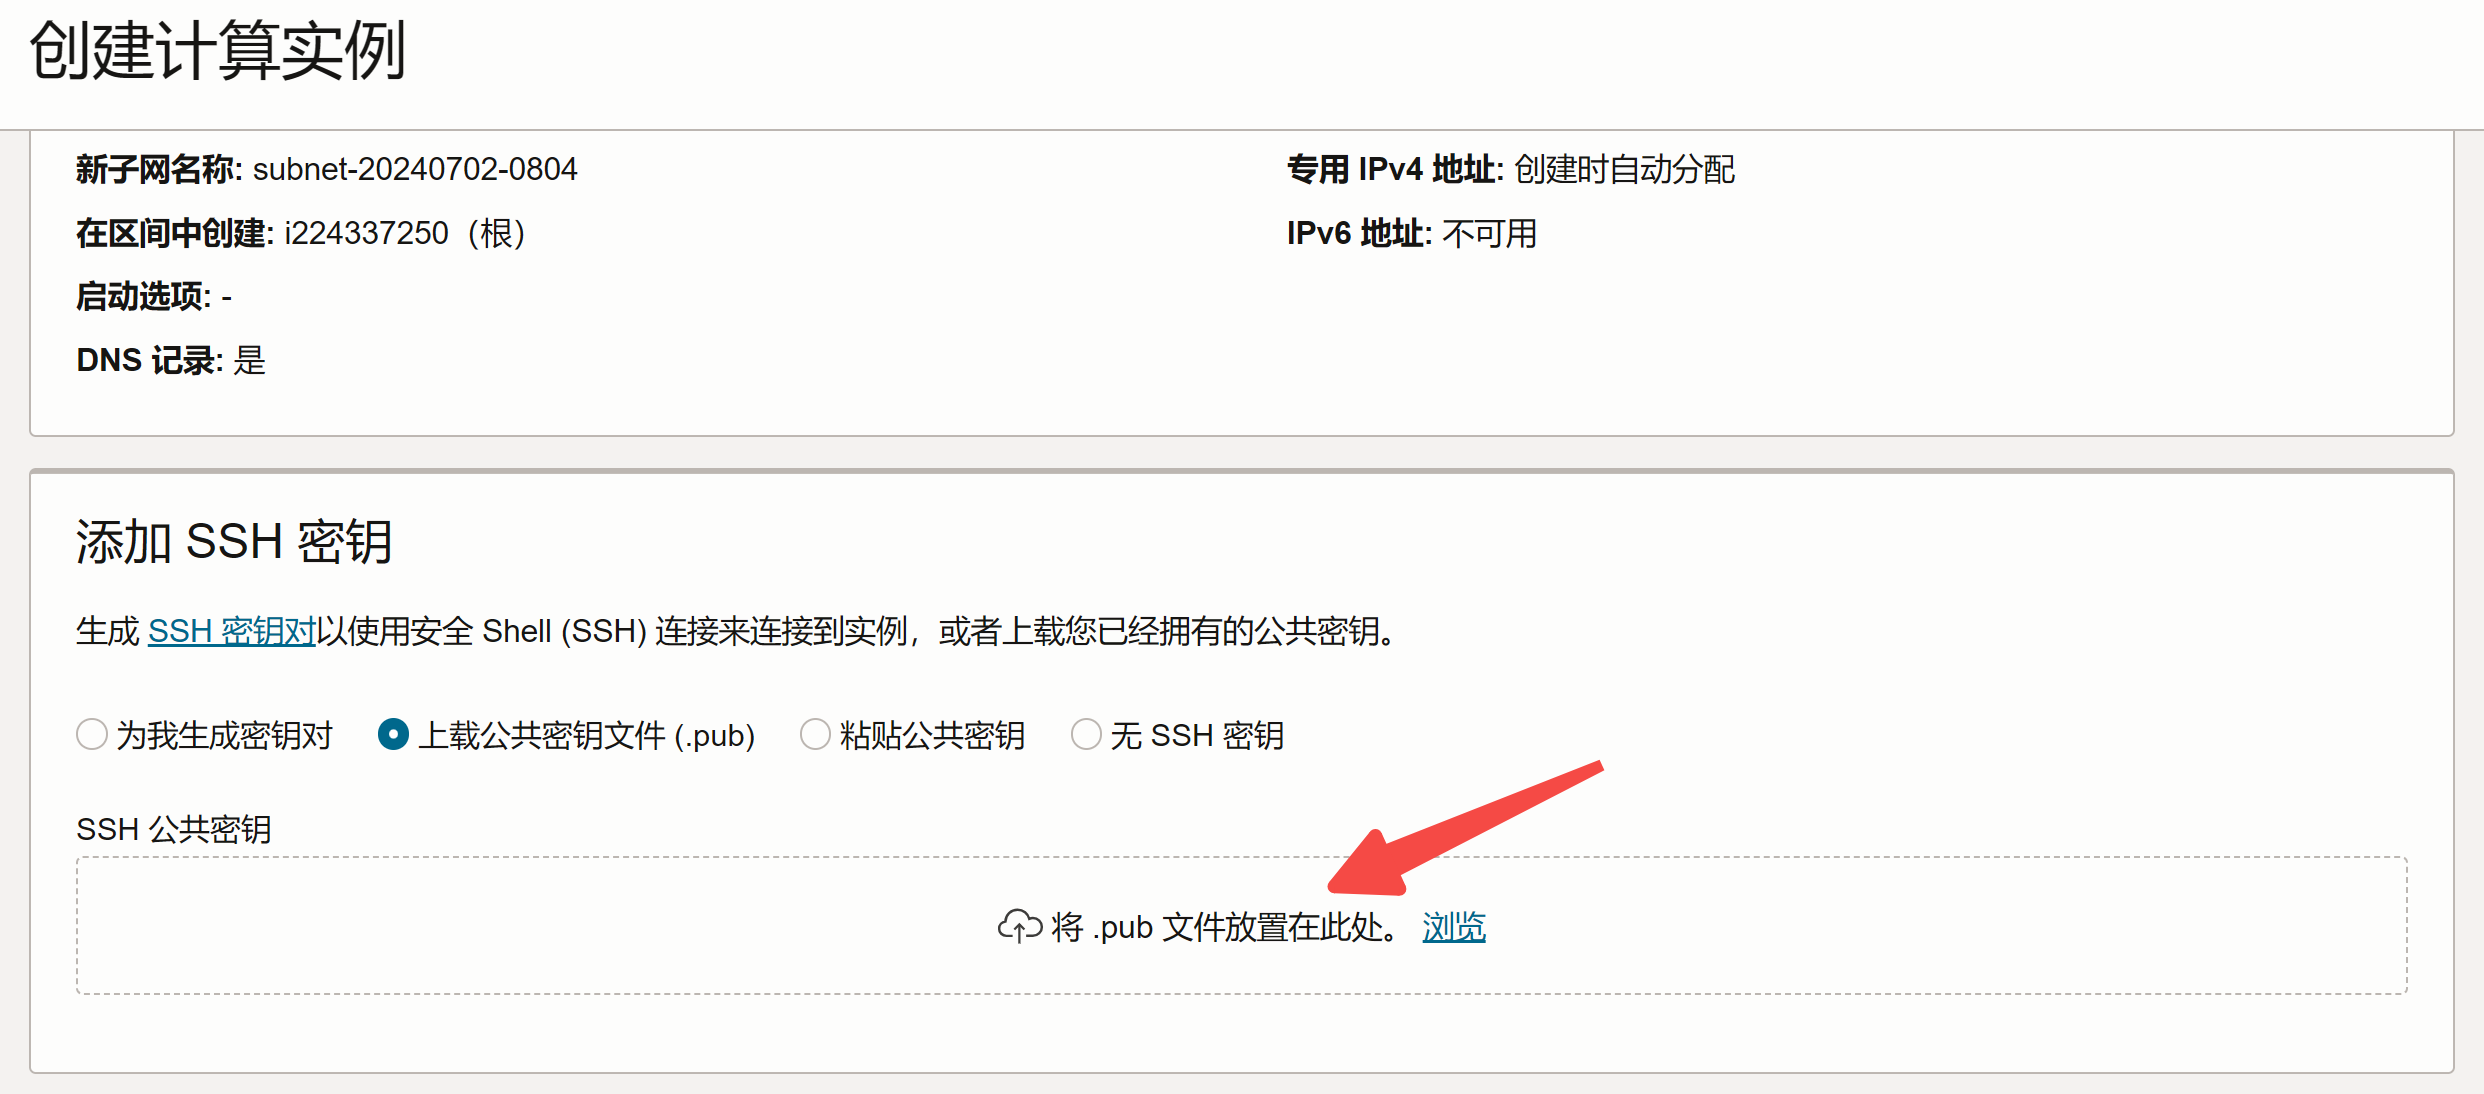 创建计算实例
新子网名称: subnet-20240702-0804
专用 IPv4 地址: 创建时自动分配
在区间中创建: i224337250（根）
IPv6 地址: 不可用
启动选项: -
DNS 记录: 是
添加 SSH 密钥
生成 SSH 密钥对以使用安全 Shell (SSH) 连接来连接到实例，或者上载您已经拥有的公共密钥。
为我生成密钥对 上载公共密钥文件 (.pub) 粘贴公共密钥 无 SSH 密钥
SSH 公共密钥
将 .pub 文件放置在此处。 浏览